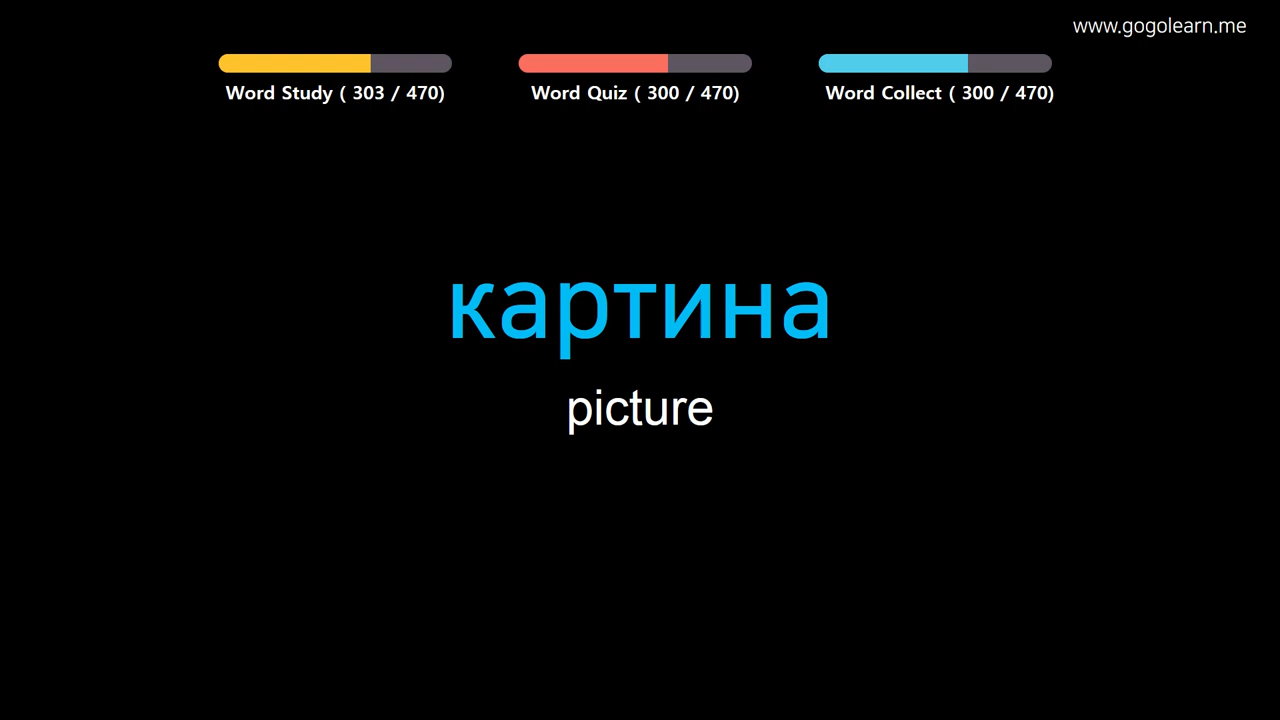 www.gogolearn.me
Word Study ( 303 / 470)
Word Quiz ( 300 / 470)
Word Collect ( 300 / 470)
картина
picture